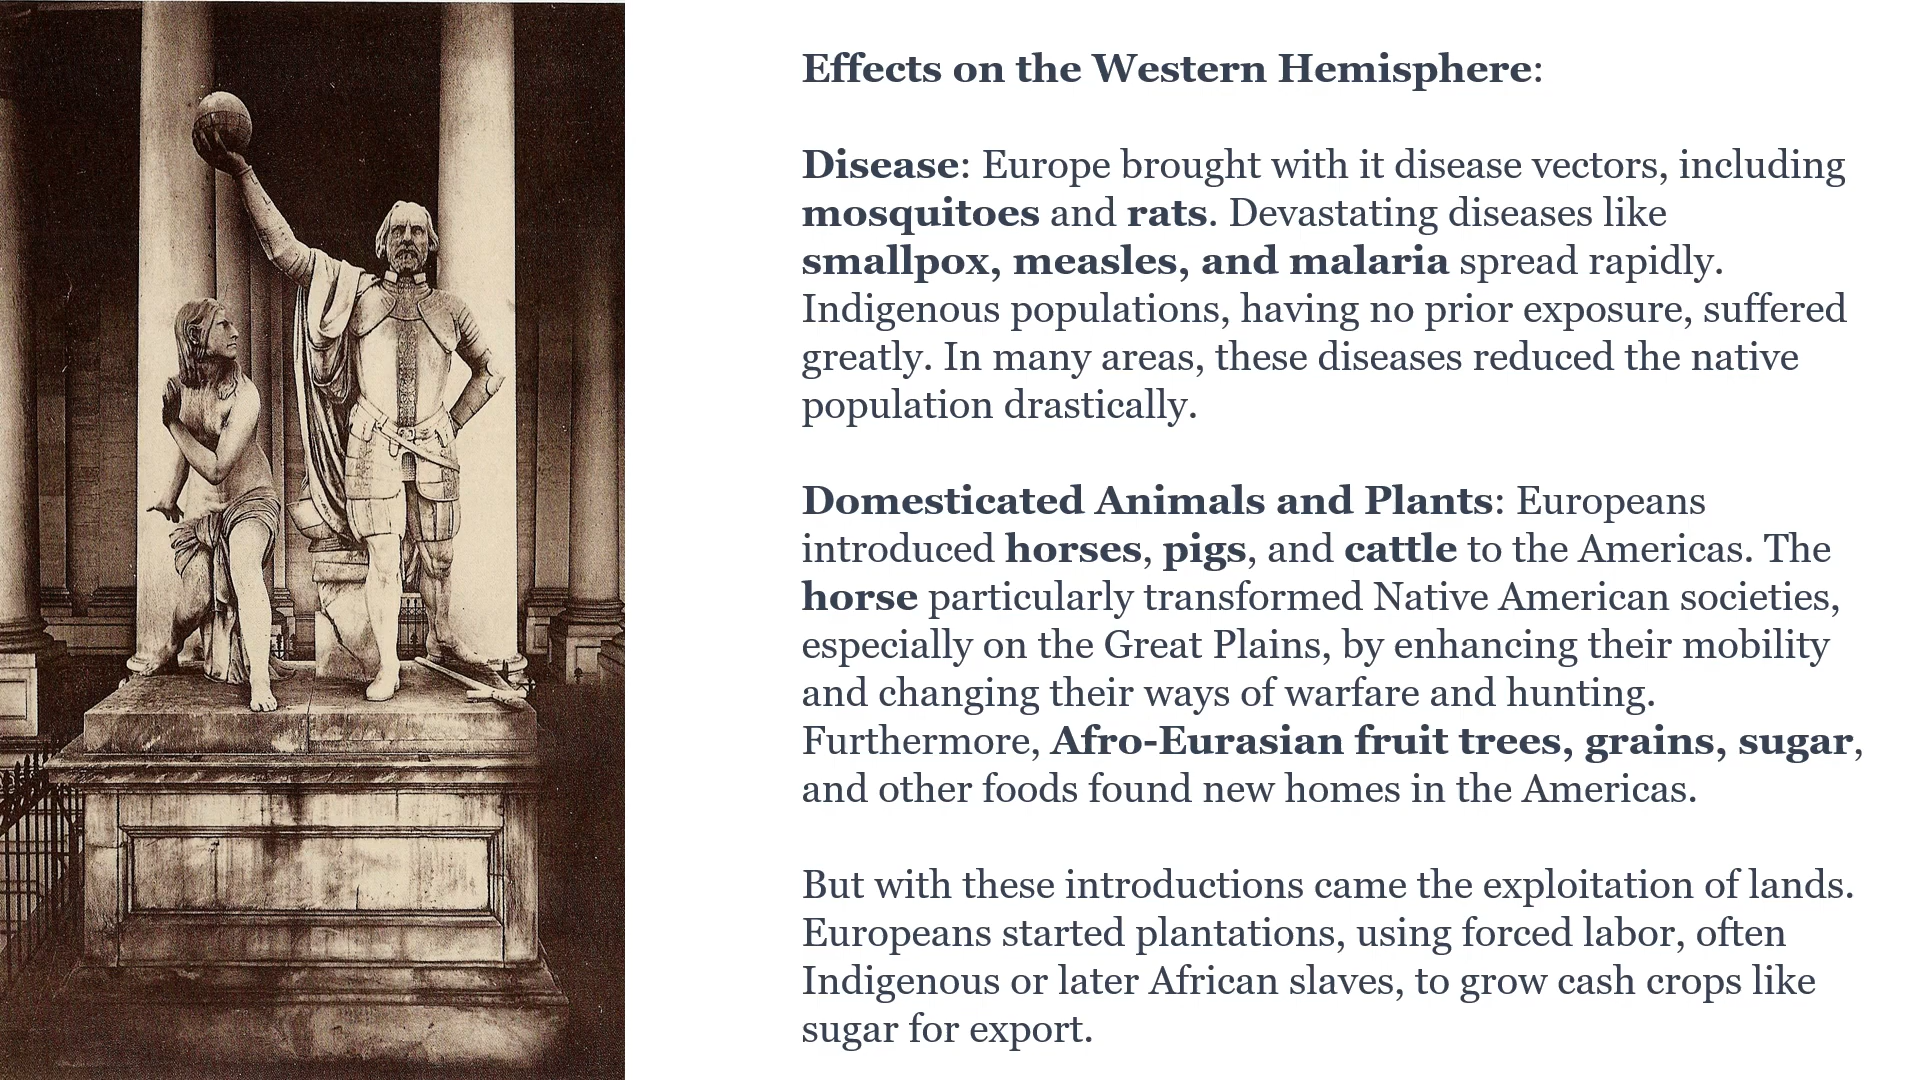 Effects on the Western Hemisphere:
Disease: Europe brought with it disease vectors, including
mosquitoes and rats. Devastating diseases like
smallpox, measles, and malaria spread rapidly.
Indigenous populations, having no prior exposure, suffered
greatly. In many areas, these diseases reduced the native
population drastically.
Domesticated Animals and Plants: Europeans
introduced horses, pigs, and cattle to the Americas. The
horse particularly transformed Native American societies,
especially on the Great Plains, by enhancing their mobility
and changing their ways of warfare and hunting.
Furthermore, Afro-Eurasian fruit trees, grains, sugar,
and other foods found new homes in the Americas.
But with these introductions came the exploitation of lands.
Europeans started plantations, using forced labor, often
Indigenous or later African slaves, to grow cash crops like
sugar for export.